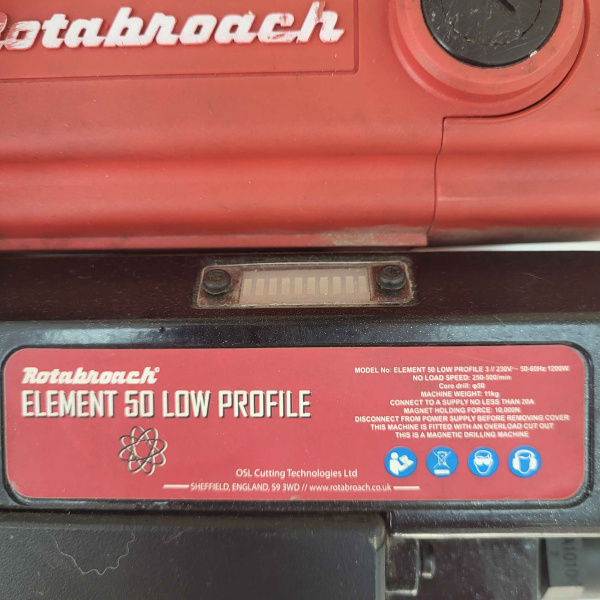 Rotabroach
Rotabroach
ELEMENT 50 LOW PROFILE
MODEL No: ELEMENT 50 LOW PROFILE 3 // 230V~ 50-60Hz 1200W
NO LOAD SPEED: 250-500/min
Core drill: φ50
MACHINE WEIGHT: 11kg
CONNECT TO A SUPPLY NO LESS THAN 20A
MAGNET HOLDING FORCE: 10,000N
DISCONNECT FROM POWER SUPPLY BEFORE REMOVING COVER
THIS MACHINE IS FITTED WITH AN OVERLOAD CUT OUT
THIS IS A MAGNETIC DRILLING MACHINE
OSL Cutting Technologies Ltd
SHEFFIELD, ENGLAND, S9 3WD // www.rotabroach.co.uk